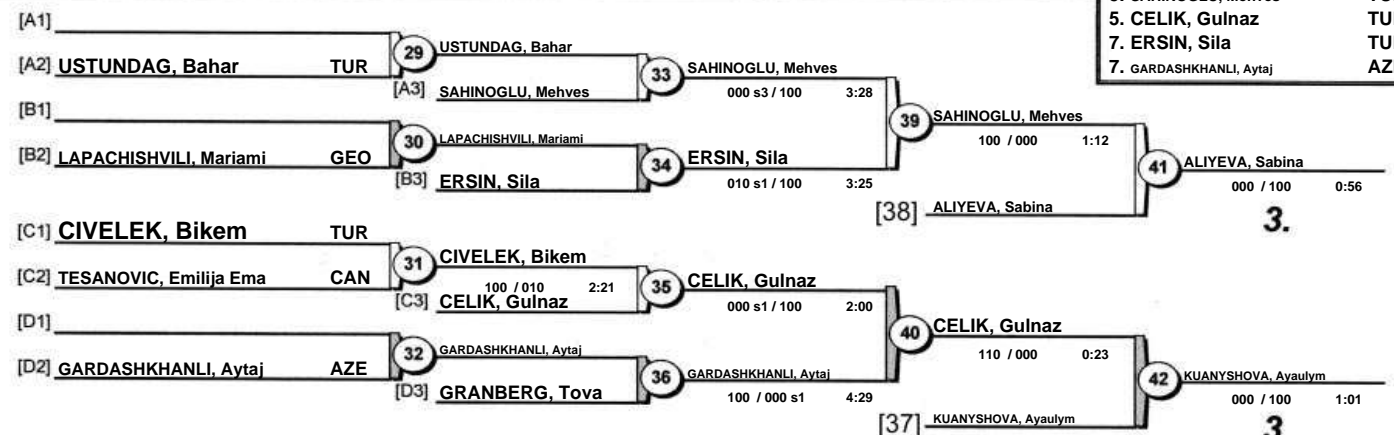 5. CELIK, Gulnaz
7. ERSIN, Sila
7. GARDASHKHANLI, Aytaj
[A1]
[A2] USTUNDAG, Bahar TUR
29 USTUNDAG, Bahar
[A3] SAHINOGLU, Mehves
33 SAHINOGLU, Mehves
000 s3 / 100 3:28
[B1]
[B2] LAPACHISHVILI, Mariami GEO
30 LAPACHISHVILI, Mariami
[B3] ERSIN, Sila
34 ERSIN, Sila
010 s1 / 100 3:25
39 SAHINOGLU, Mehves
100 / 000 1:12
[38] ALIYEVA, Sabina
41 ALIYEVA, Sabina
000 / 100 0:56
3.
[C1] CIVELEK, Bikem TUR
[C2] TESANOVIC, Emilija Ema CAN
31 CIVELEK, Bikem
100 / 010 2:21
[C3] CELIK, Gulnaz
35 CELIK, Gulnaz
000 s1 / 100 2:00
[D1]
[D2] GARDASHKHANLI, Aytaj AZE
32 GARDASHKHANLI, Aytaj
[D3] GRANBERG, Tova
36 GARDASHKHANLI, Aytaj
100 / 000 s1 4:29
40 CELIK, Gulnaz
110 / 000 0:23
[37] KUANYSHOVA, Ayaulym
42 KUANYSHOVA, Ayaulym
000 / 100 1:01
3